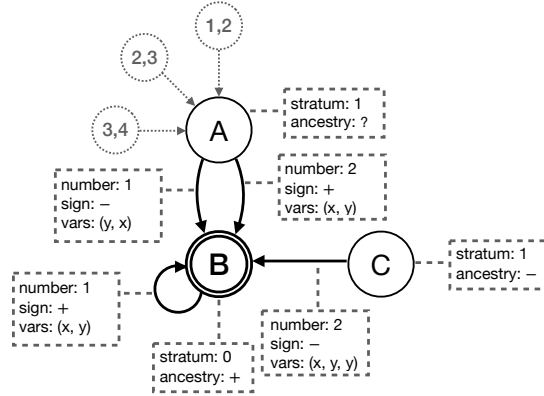 1,2
2,3
3,4
A
stratum: 1
ancestry: ?
number: 1
sign: −
vars: (y, x)
number: 2
sign: +
vars: (x, y)
B
C
stratum: 1
ancestry: −
number: 1
sign: +
vars: (x, y)
number: 2
sign: −
vars: (x, y, y)
stratum: 0
ancestry: +